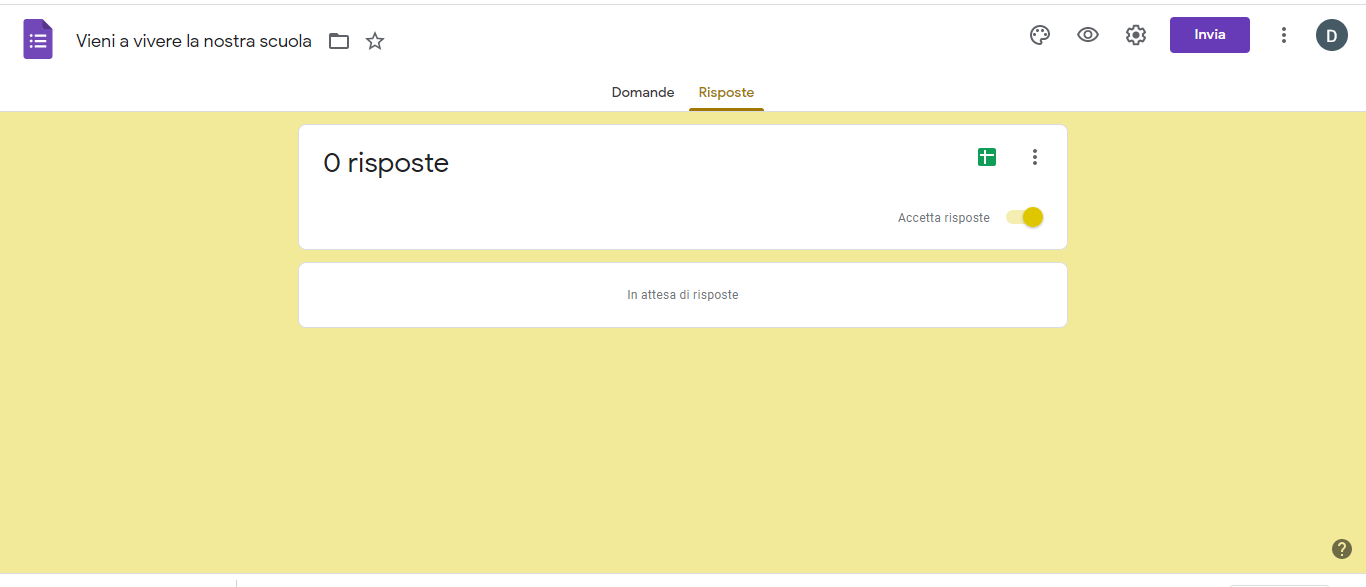 Vieni a vivere la nostra scuola
Invia
D
Domande
Risposte
0 risposte
Accetta risposte
In attesa di risposte
?